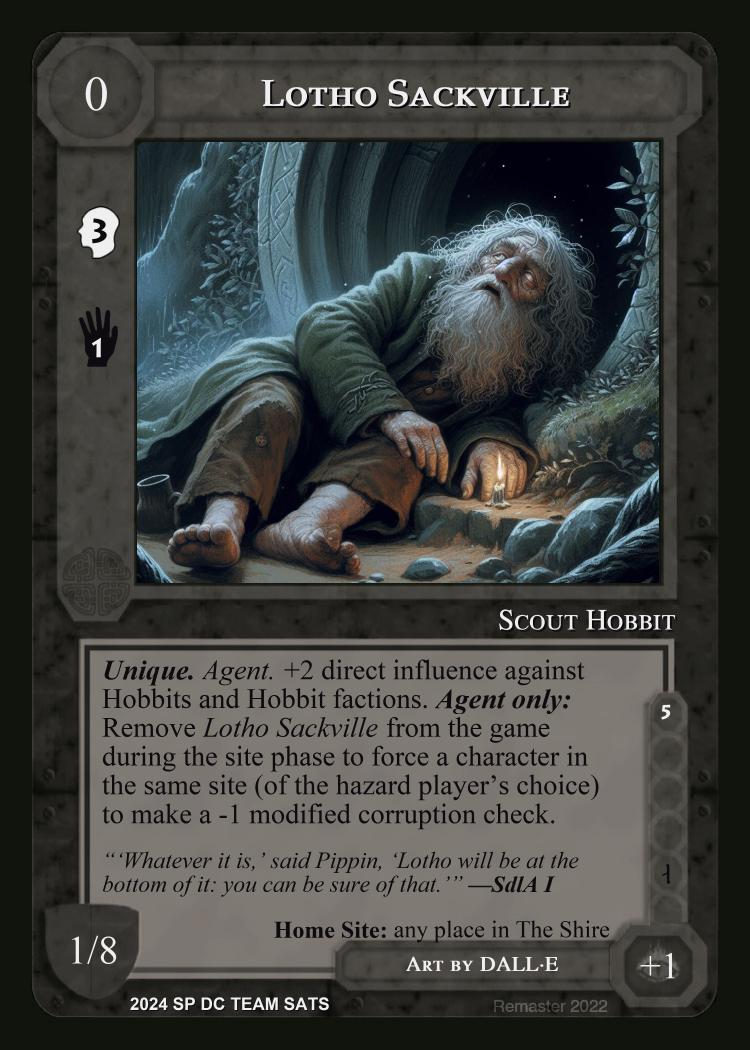 0
Lotho Sackville
3
1
Scout Hobbit
Unique. Agent. +2 direct influence against
Hobbits and Hobbit factions. Agent only:
Remove Lotho Sackville from the game
during the site phase to force a character in
the same site (of the hazard player’s choice)
to make a -1 modified corruption check.
5
“‘Whatever it is,’ said Pippin, ‘Lotho will be at the
bottom of it: you can be sure of that.’” —SdlA I
Home Site: any place in The Shire
1/8
Art by DALL·E
+1
2024 SP DC TEAM SATS
Remaster 2022